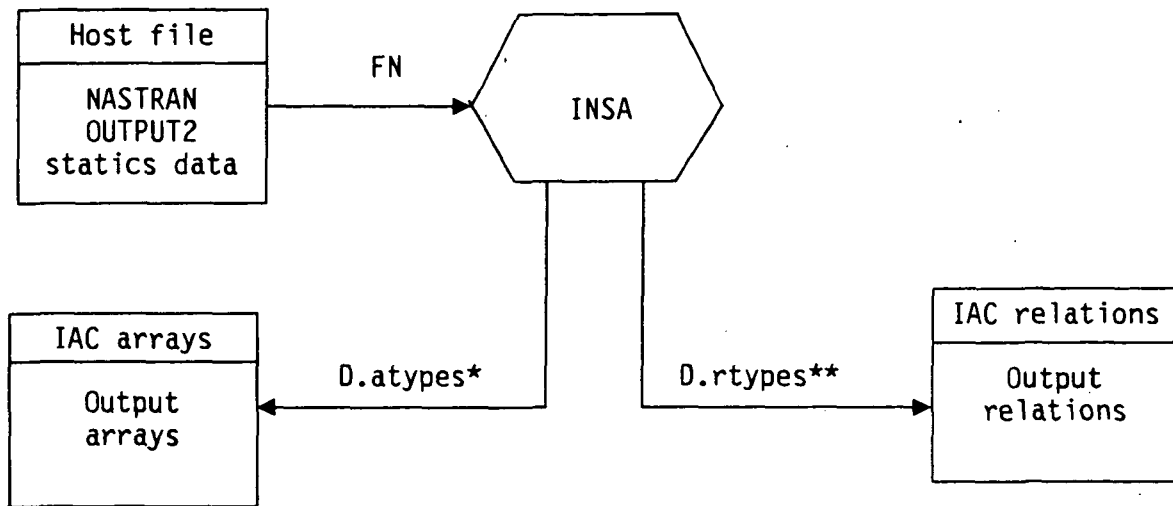 Host file
NASTRAN
OUTPUT2
statics data
FN
INSA
IAC arrays
Output
arrays
D.atypes*
D.rtypes**
IAC relations
Output
relations